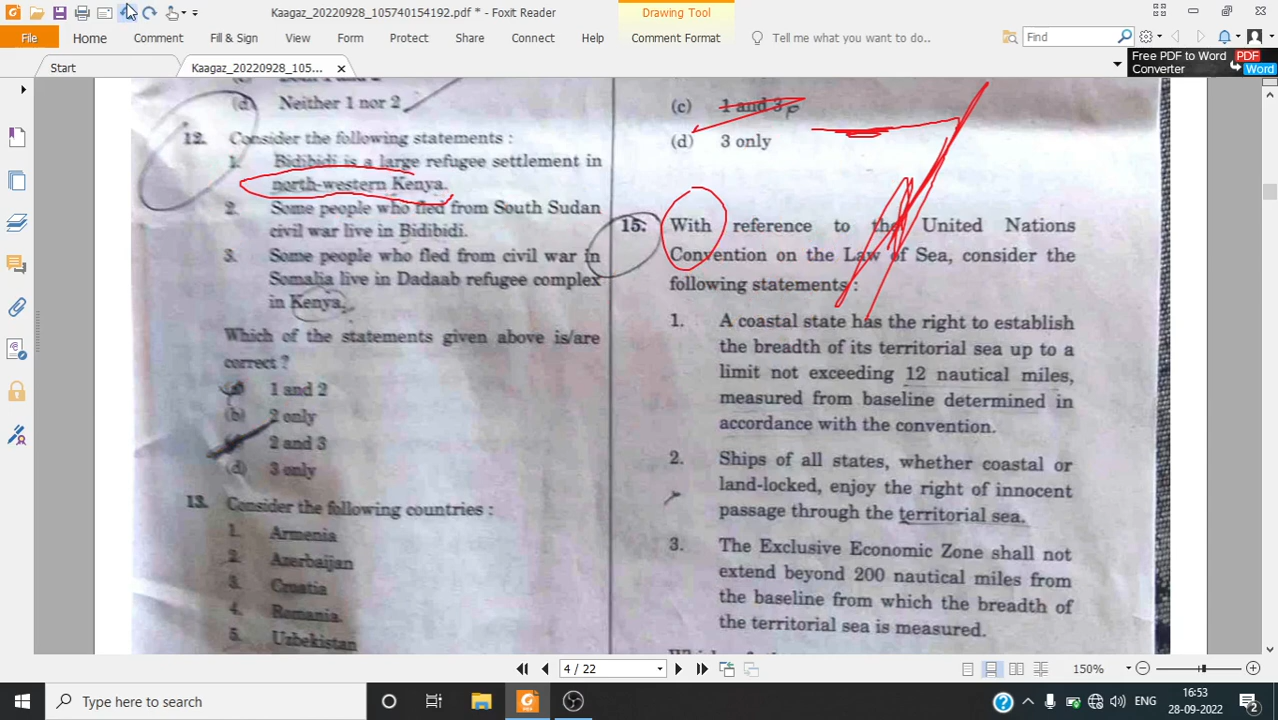 Kaagaz_20220928_105740154192.pdf * - Foxit Reader
Drawing Tool
File
Home
Comment
Fill & Sign
View
Form
Protect
Share
Connect
Help
Comment Format
Tell me what you want to do..
Find
Free PDF to Word
Converter
PDF
Word
Start
Kaagaz_20220928_105...
(d) Neither 1 nor 2
12. Consider the following statements :
1. Bidibidi is a large refugee settlement in
north-western Kenya.
2. Some people who fled from South Sudan
civil war live in Bidibidi.
3. Some people who fled from civil war in
Somalia live in Dadaab refugee complex
in Kenya.
Which of the statements given above is/are
correct ?
1 and 2
(b) 2 only
2 and 3
(d) 3 only
13. Consider the following countries :
1. Armenia
2. Azerbaijan
3. Croatia
4. Romania
5. Uzbekistan
(c) 1 and 3
(d) 3 only
15. With reference to the United Nations
Convention on the Law of Sea, consider the
following statements :
1. A coastal state has the right to establish
the breadth of its territorial sea up to a
limit not exceeding 12 nautical miles,
measured from baseline determined in
accordance with the convention.
2. Ships of all states, whether coastal or
land-locked, enjoy the right of innocent
passage through the territorial sea.
3. The Exclusive Economic Zone shall not
extend beyond 200 nautical miles from
the baseline from which the breadth of
the territorial sea is measured.
4 / 22
150%
Type here to search
ENG
16:53
28-09-2022
2